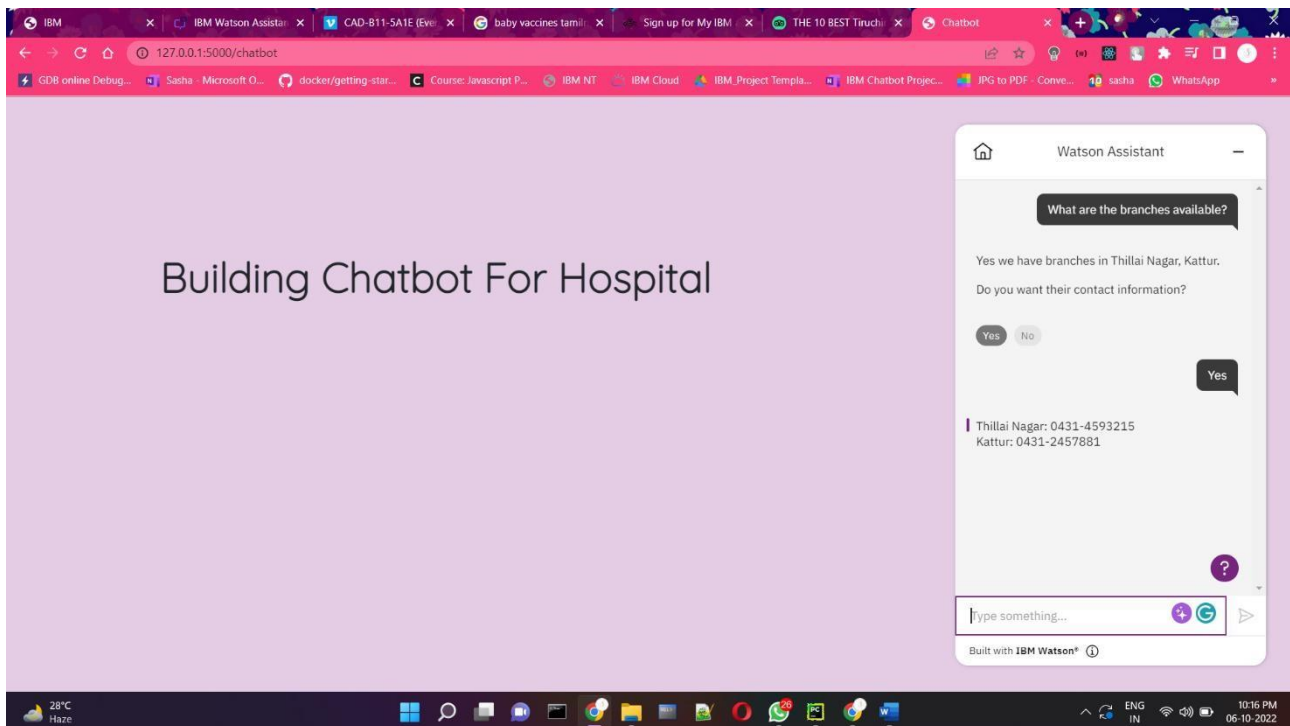 IBM
IBM Watson Assistan
CAD-B11-5A1E (Eve
baby vaccines tamil
Sign up for My IBM
THE 10 BEST Tiruchi
Chatbot
127.0.0.1:5000/chatbot
GDB online Debug...
Sasha - Microsoft O...
docker/getting-star...
Course: Javascript P...
IBM NT
IBM Cloud
IBM_Project Templa...
IBM Chatbot Projec...
JPG to PDF - Conve...
sasha
WhatsApp
Building Chatbot For Hospital
Watson Assistant
What are the branches available?
Yes we have branches in Thillai Nagar, Kattur.
Do you want their contact information?
Yes No
Yes
Thillai Nagar: 0431-4593215
Kattur: 0431-2457881
?
Type something...
Built with IBM Watson®
28°C
Haze
ENG
IN
10:16 PM
06-10-2022